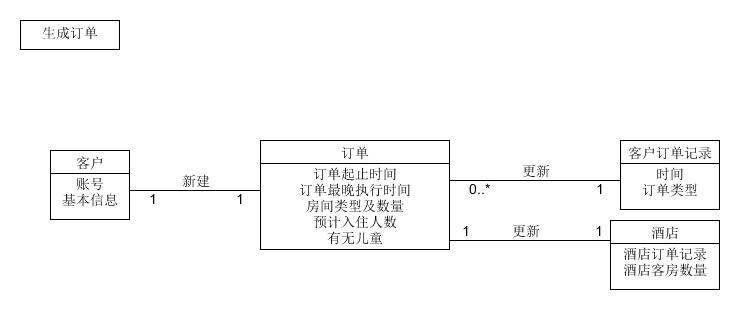 生成订单
客户
账号
基本信息
新建
1
1
订单
订单起止时间
订单最晚执行时间
房间类型及数量
预计入住人数
有无儿童
更新
0..*
1
客户订单记录
时间
订单类型
更新
1
1
酒店
酒店订单记录
酒店客房数量